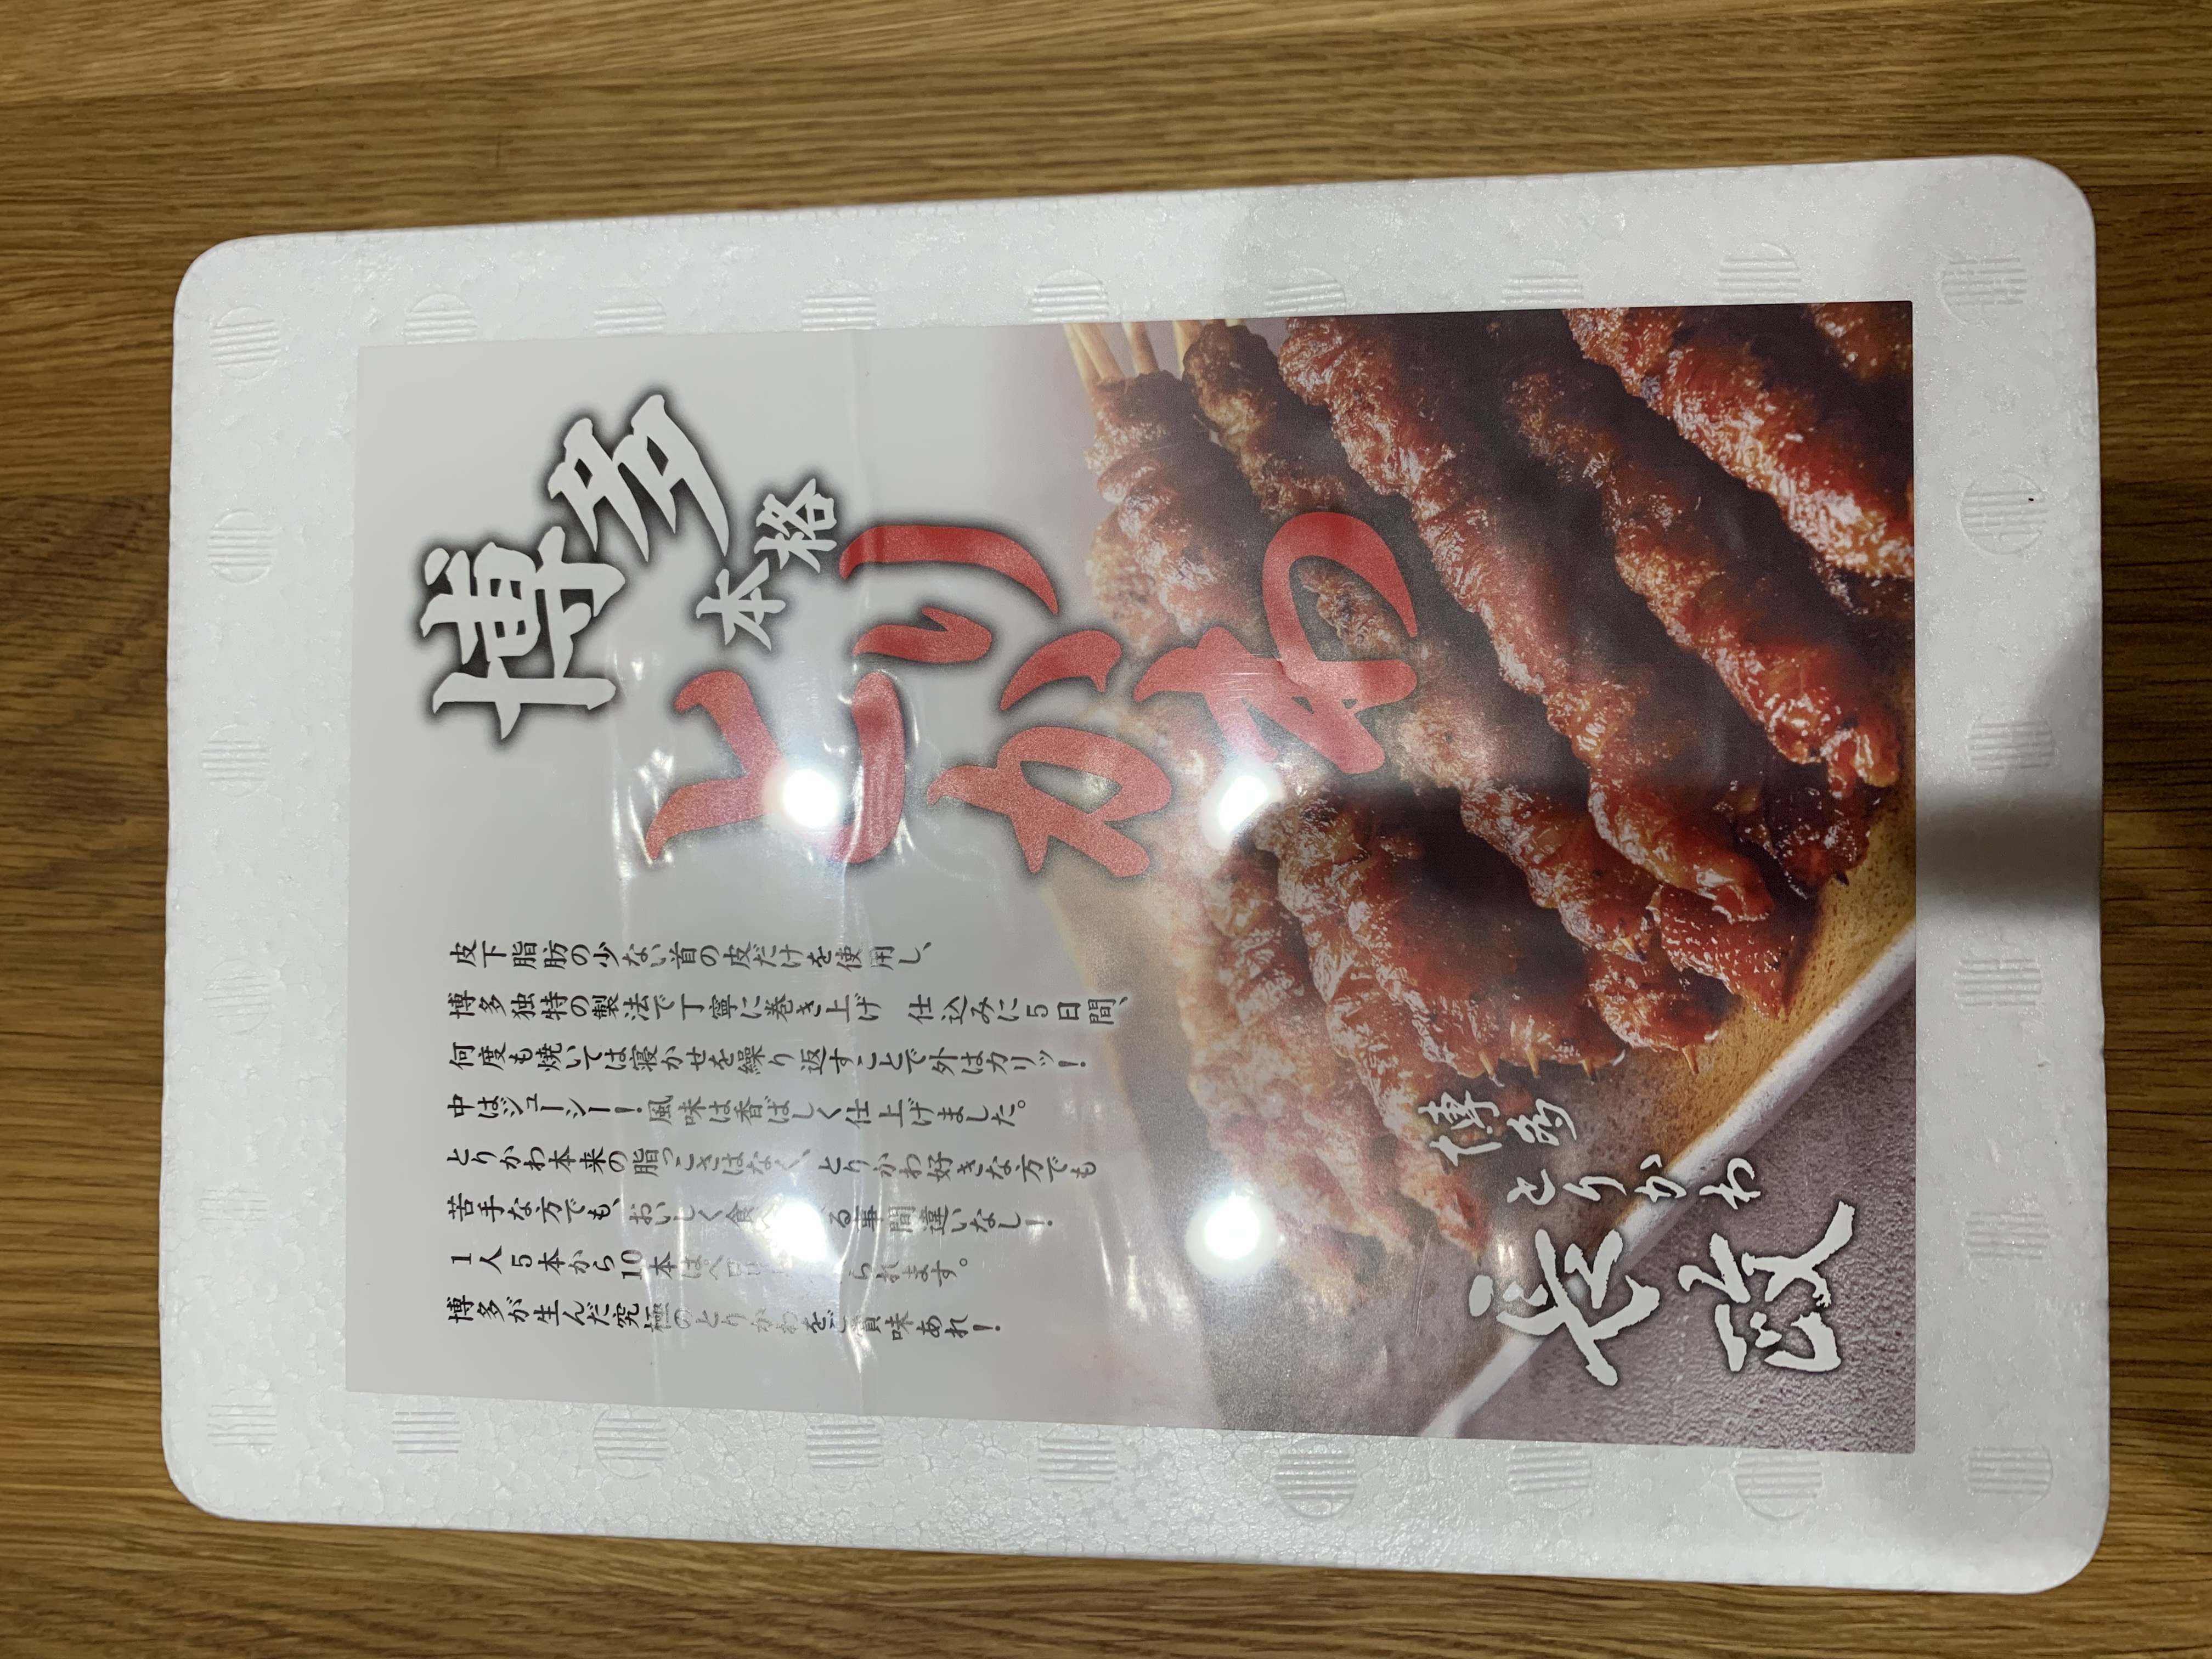 博多
本格
とり
かわ
皮下脂肪の少ない首の皮だけを使用し、
博多独特の製法で丁寧に巻き上げ 仕込みに5日間、
何度も焼いては寝かせを繰り返すことで外はカリッ！
中はジューシー！風味は香ばしく仕上げました。
とりかわ本来の脂っこさはなく、とりかわ好きな方でも
苦手な方でも、おいしく食べ る事間違いなし！
1人5本から10本はペロ られます。
博多が生んだ究極のとりかわをご賞味あれ！
博多
とりかわ
長政